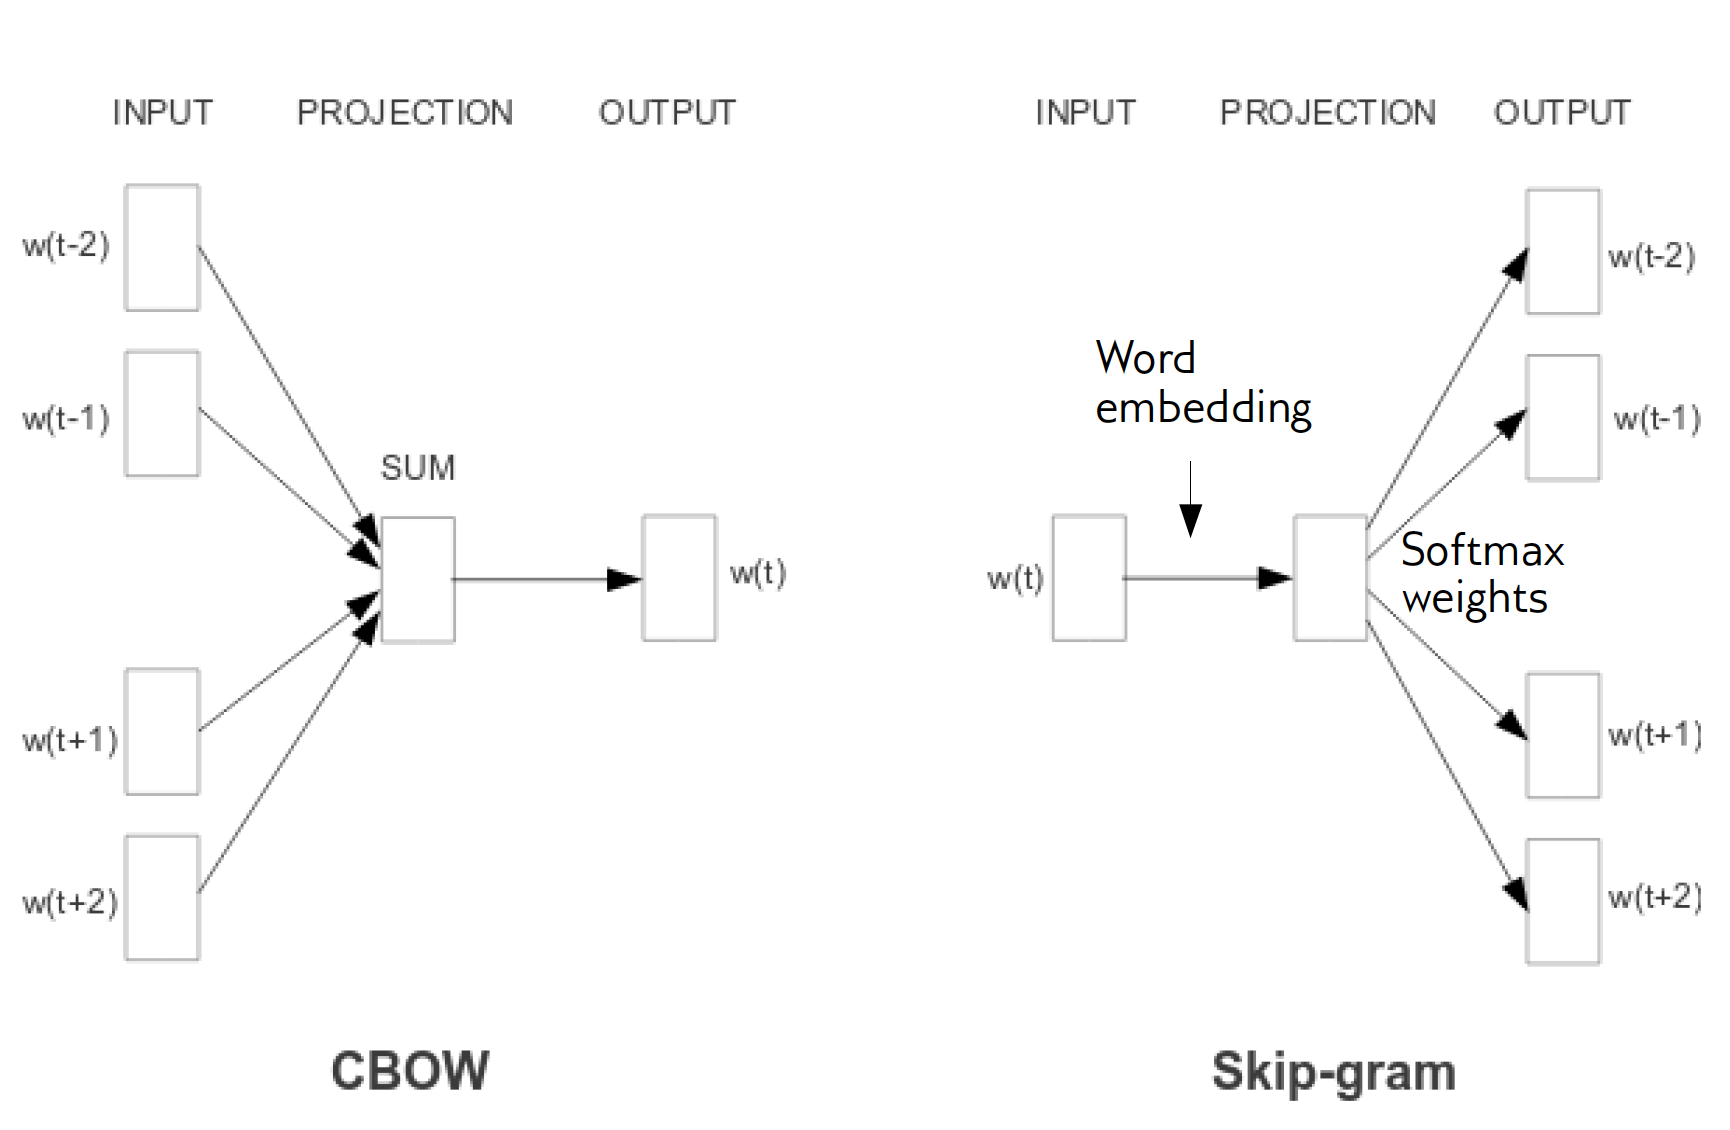 INPUT PROJECTION OUTPUT
w(t-2)
w(t-1)
SUM
w(t)
w(t+1)
w(t+2)
CBOW
INPUT PROJECTION OUTPUT
w(t-2)
Word
embedding
w(t-1)
w(t)
Softmax
weights
w(t+1)
w(t+2)
Skip-gram